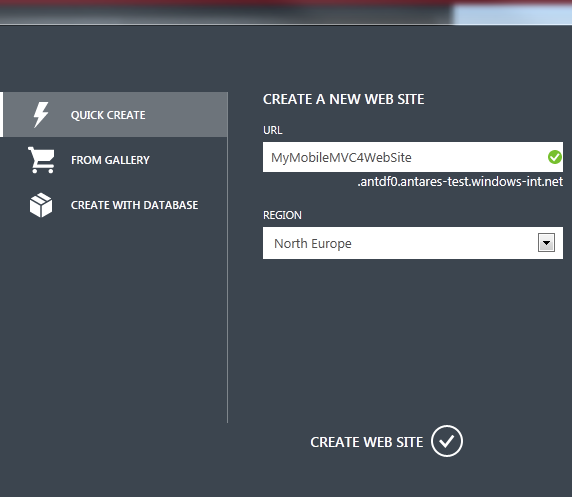 QUICK CREATE
FROM GALLERY
CREATE WITH DATABASE
CREATE A NEW WEB SITE
URL
MyMobileMVC4WebSite
.antdf0.antares-test.windows-int.net
REGION
North Europe
CREATE WEB SITE